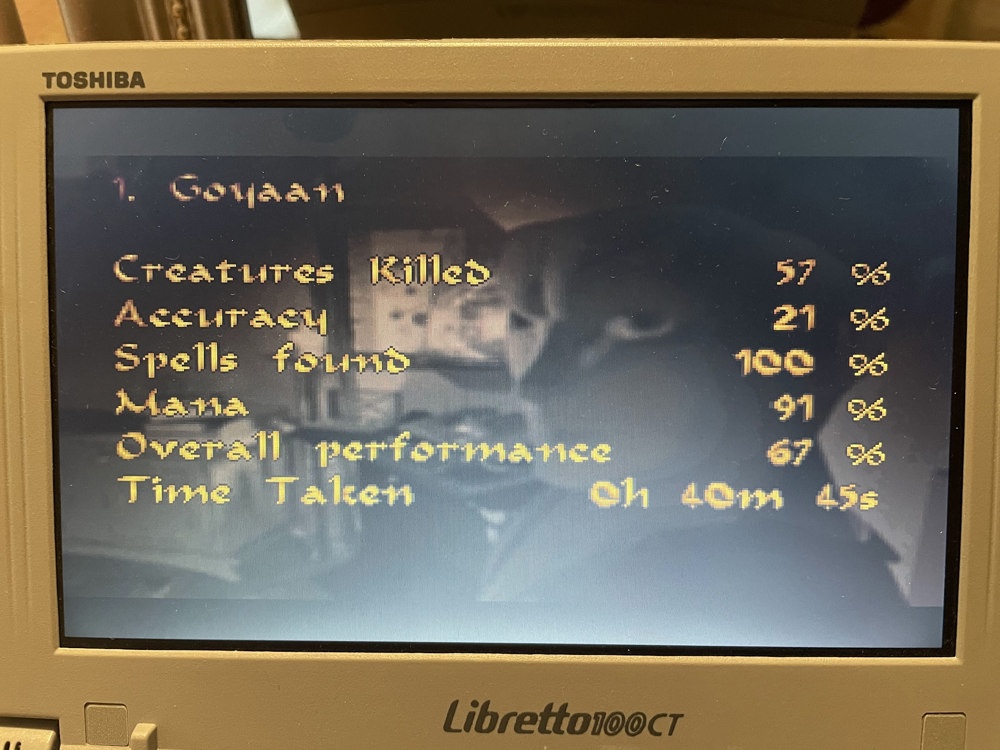 TOSHIBA
1. Goyaan
Creatures Killed 57 %
Accuracy 21 %
Spells found 100 %
Mana 91 %
Overall performance 67 %
Time Taken 0h 40m 45s
Libretto100CT